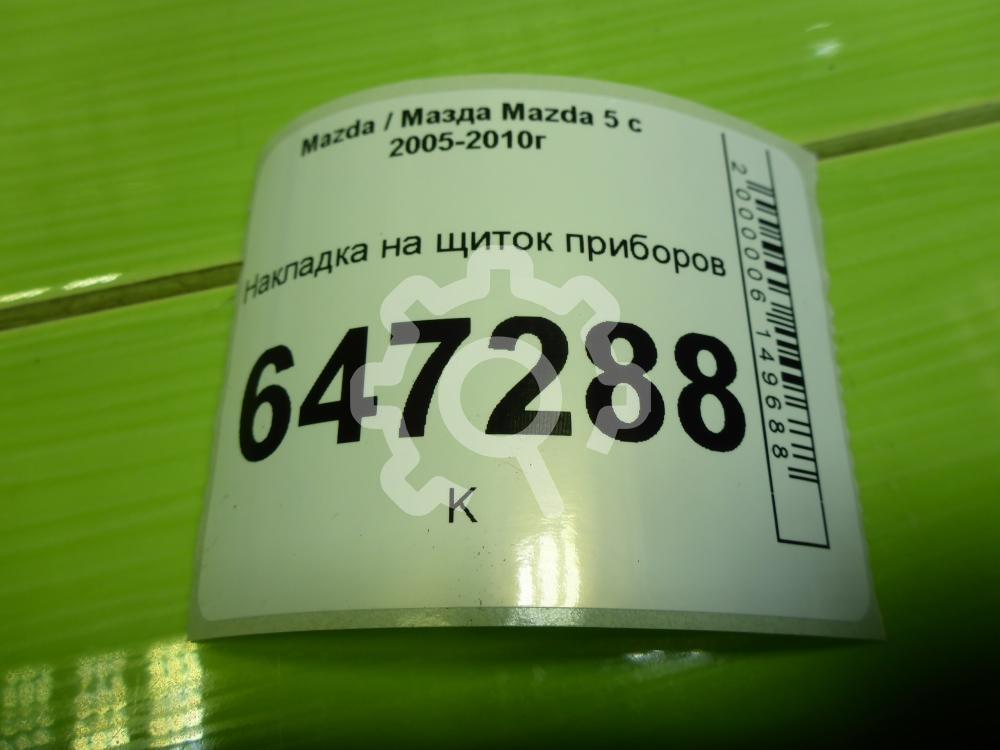 Mazda / Мазда Mazda 5 с
2005-2010г
Накладка на щиток приборов
647288
К
2000006149688